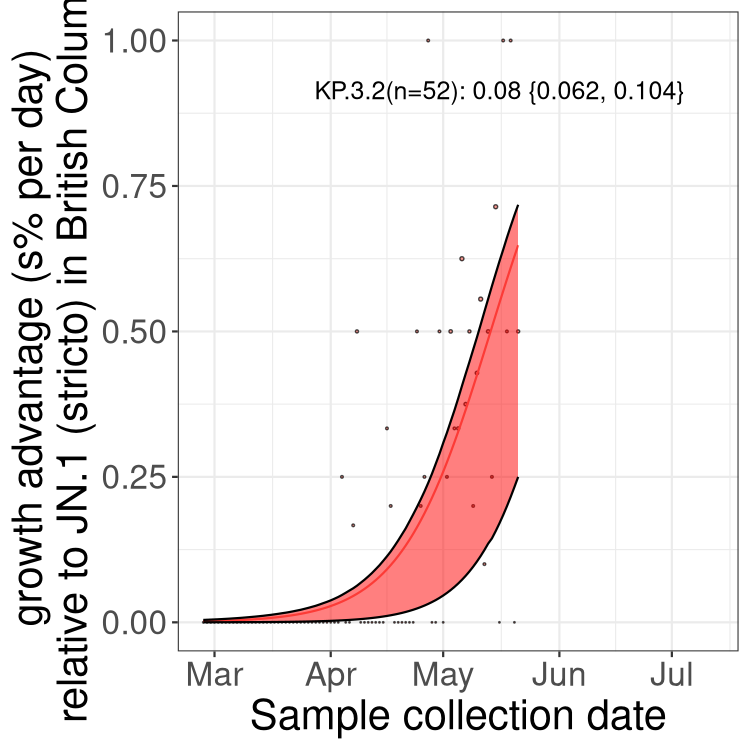 growth advantage (s% per day)
relative to JN.1 (stricto) in British Colum
1.00
0.75
0.50
0.25
0.00
KP.3.2(n=52): 0.08 {0.062, 0.104}
Mar Apr May Jun Jul
Sample collection date